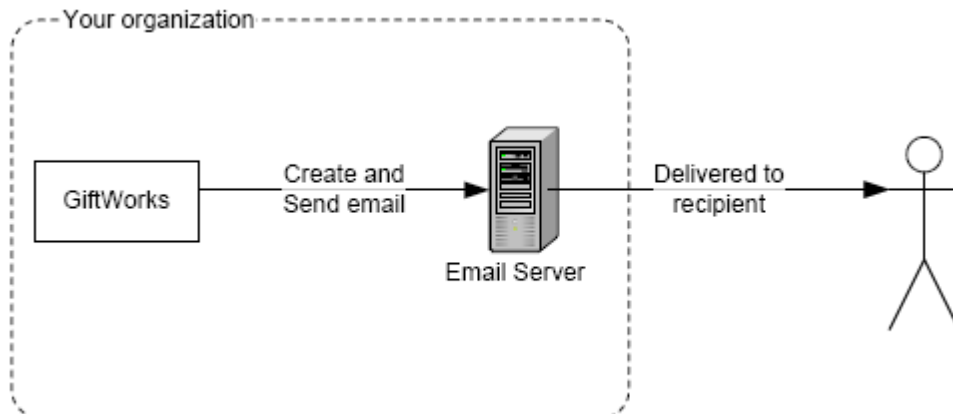 Your organization
GiftWorks
Create and
Send email
Email Server
Delivered to
recipient